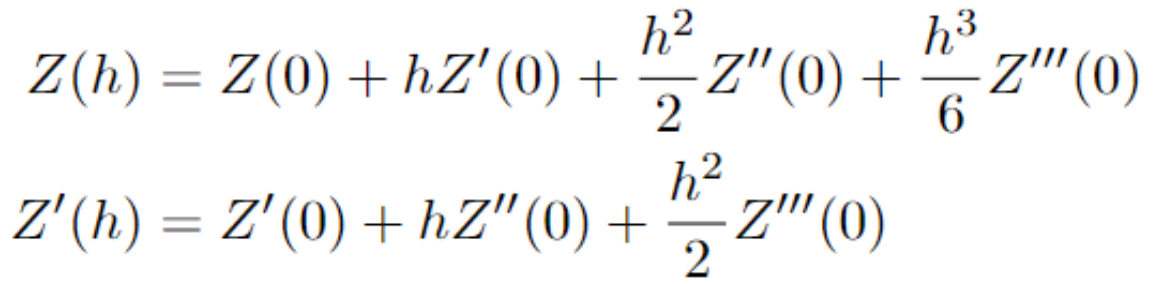 Z(h) = Z(0) + hZ′(0) + \frac{h^2}{2} Z″(0) + \frac{h^3}{6} Z‴(0)
Z′(h) = Z′(0) + hZ″(0) + \frac{h^2}{2} Z‴(0)